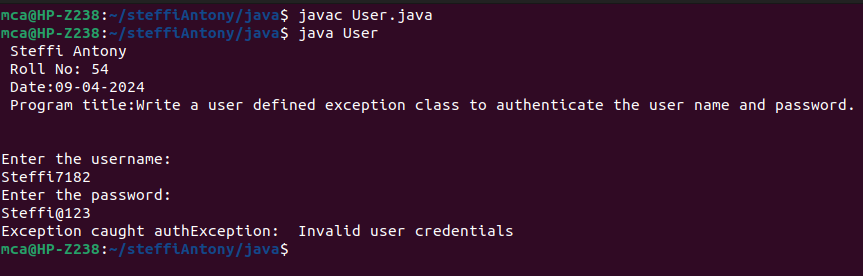 mca@HP-Z238:~/steffiAntony/java$ javac User.java
mca@HP-Z238:~/steffiAntony/java$ java User
Steffi Antony
Roll No: 54
Date:09-04-2024
Program title:Write a user defined exception class to authenticate the user name and password.
Enter the username:
Steffi7182
Enter the password:
Steffi@123
Exception caught authException:  Invalid user credentials
mca@HP-Z238:~/steffiAntony/java$